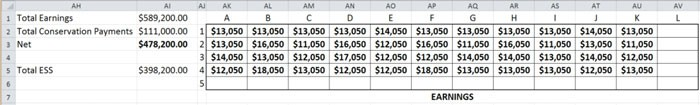 AH AI AJ AK AL AM AN AO AP AQ AR AS AT AU AV
1 Total Earnings $589,200.00 A B C D E F G H I J K L
2 Total Conservation Payments $111,000.00 1 $13,050 $13,050 $13,050 $13,050 $14,050 $13,050 $13,050 $13,050 $13,050 $14,050 $13,050
3 Net $478,200.00 2 $13,050 $16,050 $11,050 $16,050 $12,050 $16,050 $16,050 $16,050 $11,050 $13,050 $13,050
4 3 $14,050 $13,050 $12,050 $17,050 $12,050 $12,050 $14,050 $13,050 $13,050 $14,050 $12,050
5 Total ESS $398,200.00 4 $12,050 $18,050 $13,050 $12,050 $12,050 $18,050 $13,050 $13,050 $13,050 $12,050 $13,050
6 5
7 EARNINGS